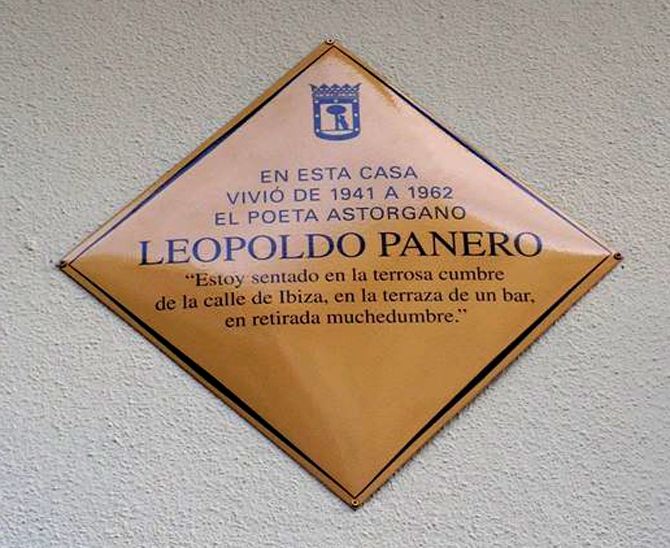 EN ESTA CASA
VIVIÓ DE 1941 A 1962
EL POETA ASTORGANO
LEOPOLDO PANERO
“Estoy sentado en la terrosa cumbre
de la calle de Ibiza, en la terraza de un bar,
en retirada muchedumbre.”